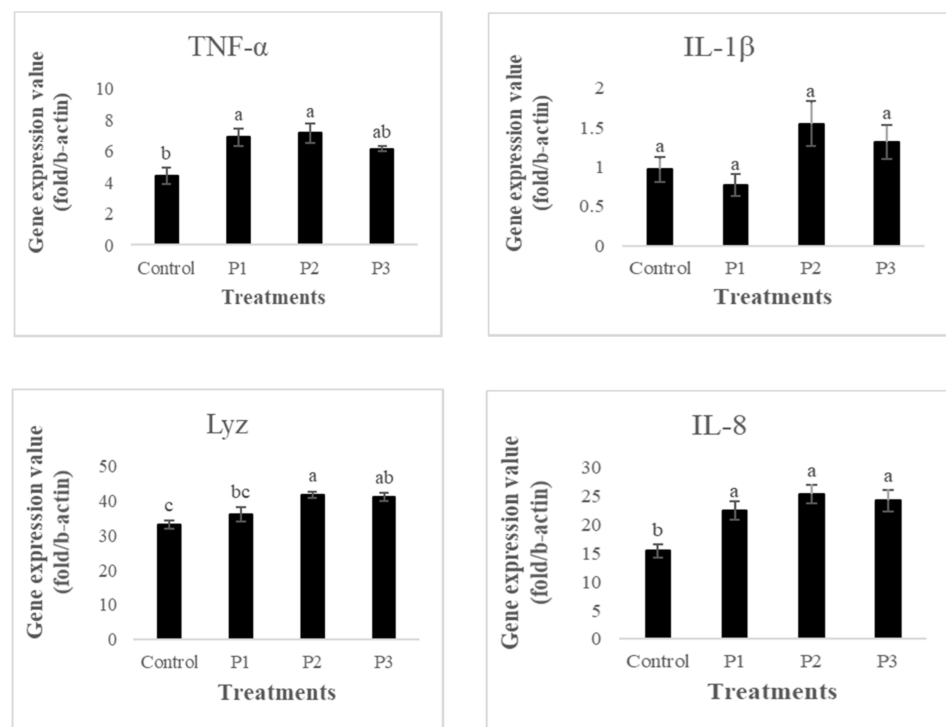 TNF-α
Gene expression value
(fold/b-actin)
10
8
6
4
2
0
b
a
a
ab
Control P1 P2 P3
Treatments
IL-1β
Gene expression value
(fold/b-actin)
2
1.5
1
0.5
0
a
a
a
a
Control P1 P2 P3
Treatments
Lyz
Gene expression value
(fold/b-actin)
50
40
30
20
10
0
c
bc
a
ab
Control P1 P2 P3
Treatments
IL-8
Gene expression value
(fold/b-actin)
30
25
20
15
10
5
0
b
a
a
a
Control P1 P2 P3
Treatments